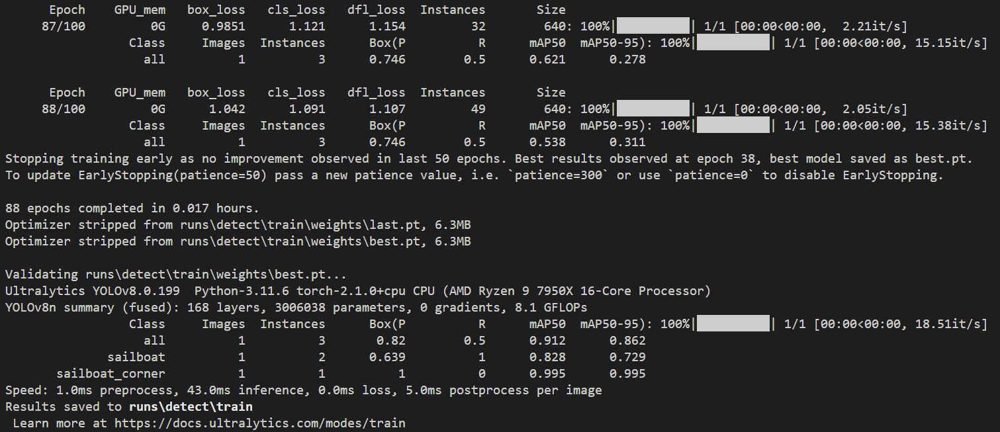 Epoch GPU_mem box_loss cls_loss dfl_loss Instances Size
87/100 0G 0.9851 1.121 1.154 32 640: 100%|██████████| 1/1 [00:00<00:00, 2.21it/s]
Class Images Instances Box(P R mAP50 mAP50-95): 100%|██████████| 1/1 [00:00<00:00, 15.15it/s]
all 1 3 0.746 0.5 0.621 0.278
Epoch GPU_mem box_loss cls_loss dfl_loss Instances Size
88/100 0G 1.042 1.091 1.107 49 640: 100%|██████████| 1/1 [00:00<00:00, 2.05it/s]
Class Images Instances Box(P R mAP50 mAP50-95): 100%|██████████| 1/1 [00:00<00:00, 15.38it/s]
all 1 3 0.746 0.5 0.538 0.311
Stopping training early as no improvement observed in last 50 epochs. Best results observed at epoch 38, best model saved as best.pt.
To update EarlyStopping(patience=50) pass a new patience value, i.e. `patience=300` or use `patience=0` to disable EarlyStopping.
88 epochs completed in 0.017 hours.
Optimizer stripped from runs\detect\train\weights\last.pt, 6.3MB
Optimizer stripped from runs\detect\train\weights\best.pt, 6.3MB
Validating runs\detect\train\weights\best.pt...
Ultralytics YOLOv8.0.199 Python-3.11.6 torch-2.1.0+cpu CPU (AMD Ryzen 9 7950X 16-Core Processor)
YOLOv8n summary (fused): 168 layers, 3006038 parameters, 0 gradients, 8.1 GFLOPs
Class Images Instances Box(P R mAP50 mAP50-95): 100%|██████████| 1/1 [00:00<00:00, 18.51it/s]
all 1 3 0.82 0.5 0.912 0.862
sailboat 1 2 0.639 1 0.828 0.729
sailboat_corner 1 1 1 0 0.995 0.995
Speed: 1.0ms preprocess, 43.0ms inference, 0.0ms loss, 5.0ms postprocess per image
Results saved to runs\detect\train
Learn more at https://docs.ultralytics.com/modes/train